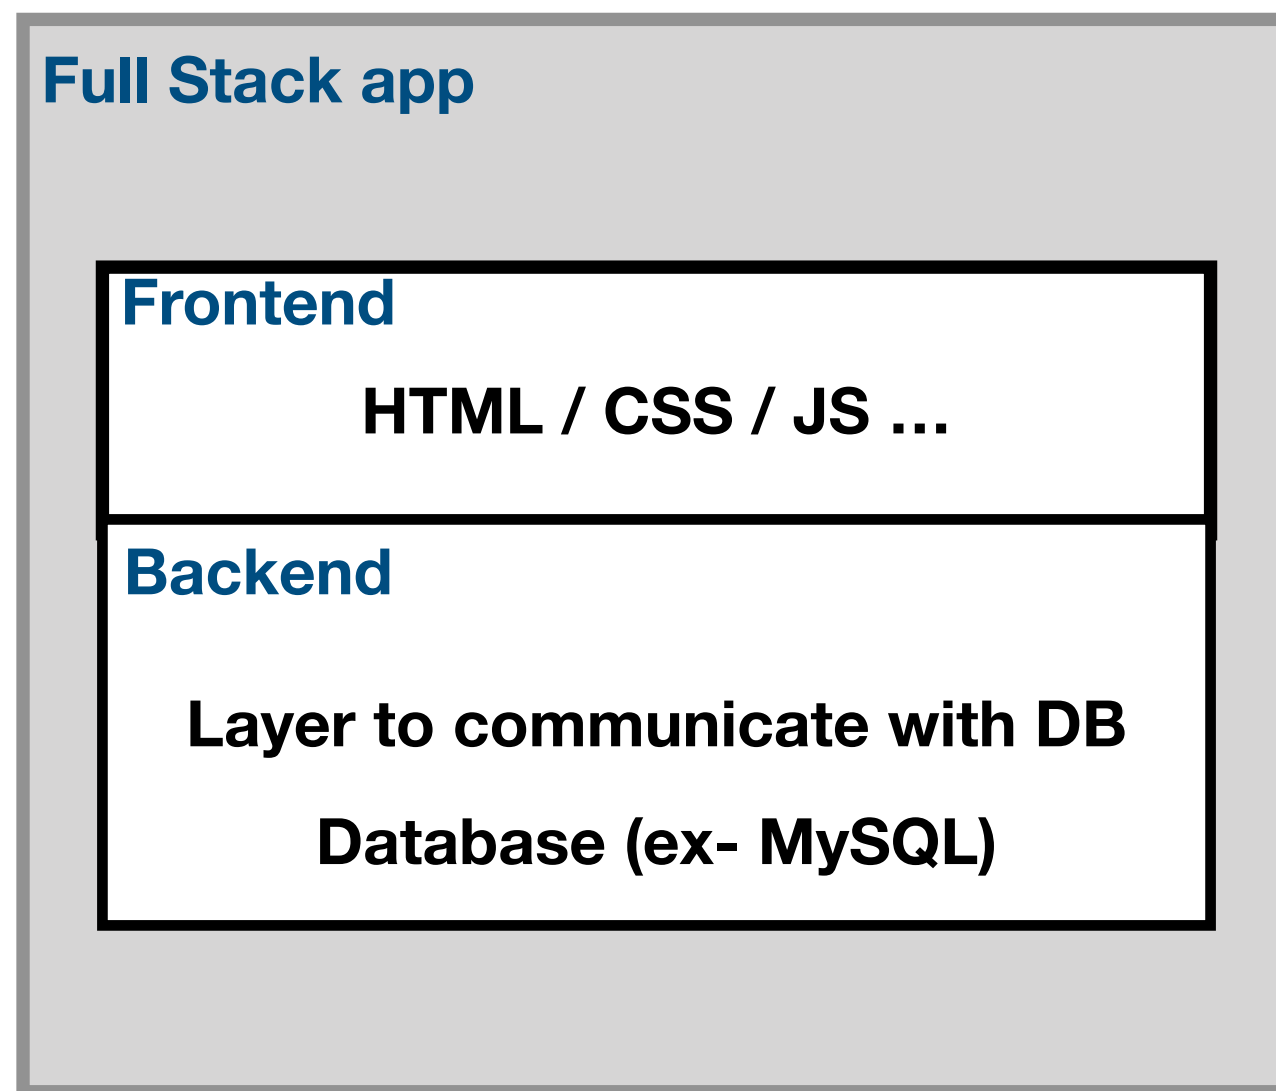 Full Stack app
Frontend
HTML / CSS / JS …
Backend
Layer to communicate with DB
Database (ex- MySQL)